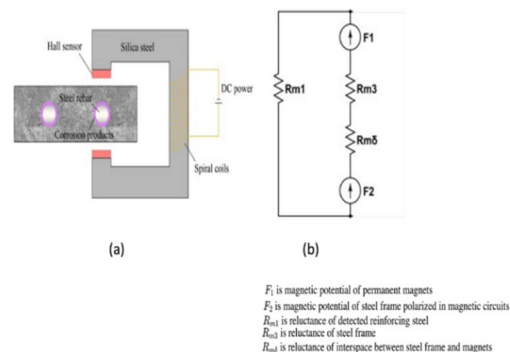 Hall sensor
Silica steel
DC power
Steel rebar
Corrosion products
Spiral coils
F1
Rm1
Rm3
Rmδ
F2
(a)
(b)
F1 is magnetic potential of permanent magnets
F2 is magnetic potential of steel frame polarized in magnetic circuits
Rm1 is reluctance of detected reinforcing steel
Rm3 is reluctance of steel frame
is reluctance of interspace between steel frame and magnets